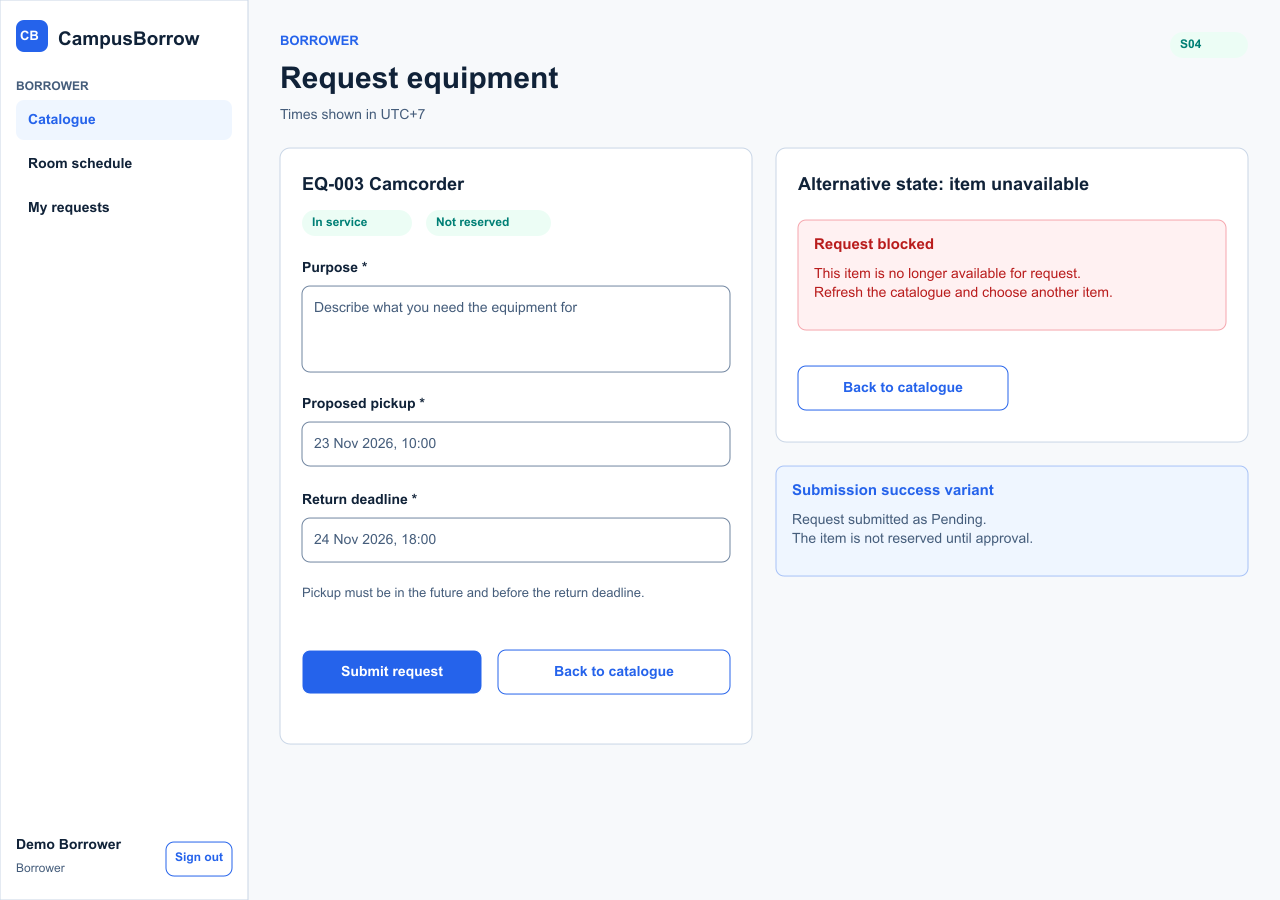 CB
CampusBorrow
BORROWER
Catalogue
Room schedule
My requests
Demo Borrower
Borrower
Sign out
BORROWER
S04
Request equipment
Times shown in UTC+7
EQ-003 Camcorder
In service
Not reserved
Purpose *
Describe what you need the equipment for
Proposed pickup *
23 Nov 2026, 10:00
Return deadline *
24 Nov 2026, 18:00
Pickup must be in the future and before the return deadline.
Submit request
Back to catalogue
Alternative state: item unavailable
Request blocked
This item is no longer available for request.
Refresh the catalogue and choose another item.
Back to catalogue
Submission success variant
Request submitted as Pending.
The item is not reserved until approval.